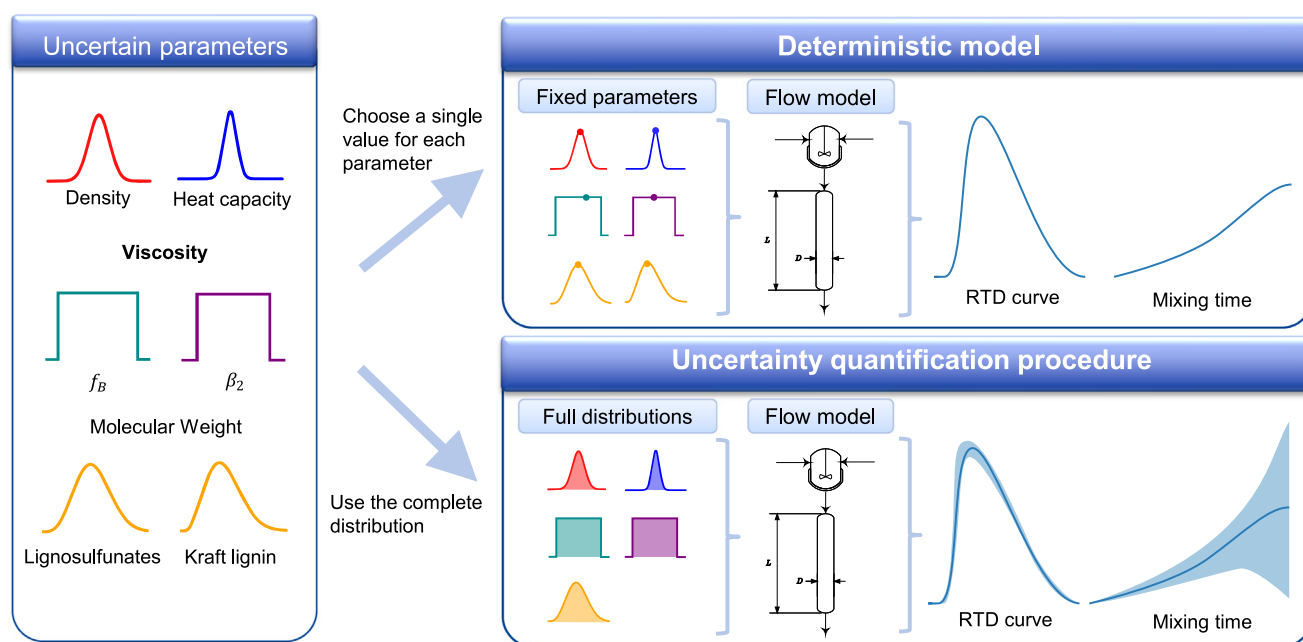 Uncertain parameters
Density
Heat capacity
Viscosity
f_B
β_2
Molecular Weight
Lignosulfunates
Kraft lignin
Choose a single
value for each
parameter
Use the complete
distribution
Deterministic model
Fixed parameters
Flow model
L
D
RTD curve
Mixing time
Uncertainty quantification procedure
Full distributions
Flow model
L
D
RTD curve
Mixing time